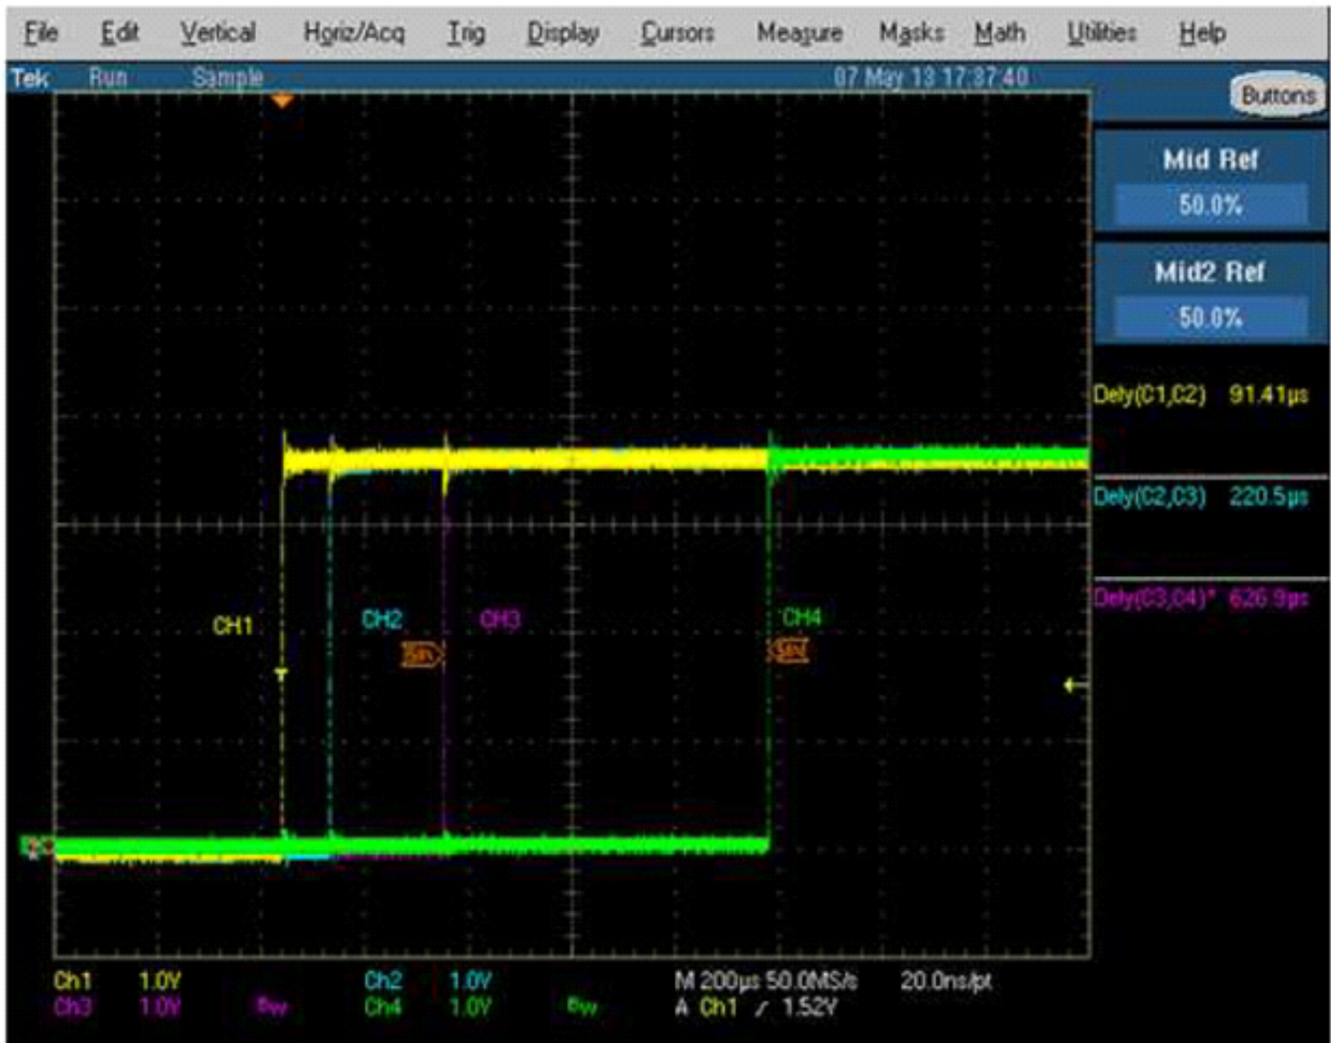 File Edit Vertical Horiz/Acq Trig Display Cursors Measure Masks Math Utilities Help
Tek Run Sample 07 May 13 17:37:40
Buttons
Mid Ref
50.0%
Mid2 Ref
50.0%
Dely(C1,C2) 91.41µs
Dely(C2,C3) 220.5µs
Dely(C3,C4)* 626.9µs
CH1
CH2
CH3
CH4
Ch1 1.0V Ch2 1.0V M 200µs 50.0MS/s 20.0ns/pt
Ch3 1.0V Bw Ch4 1.0V Bw A Ch1 1.52V